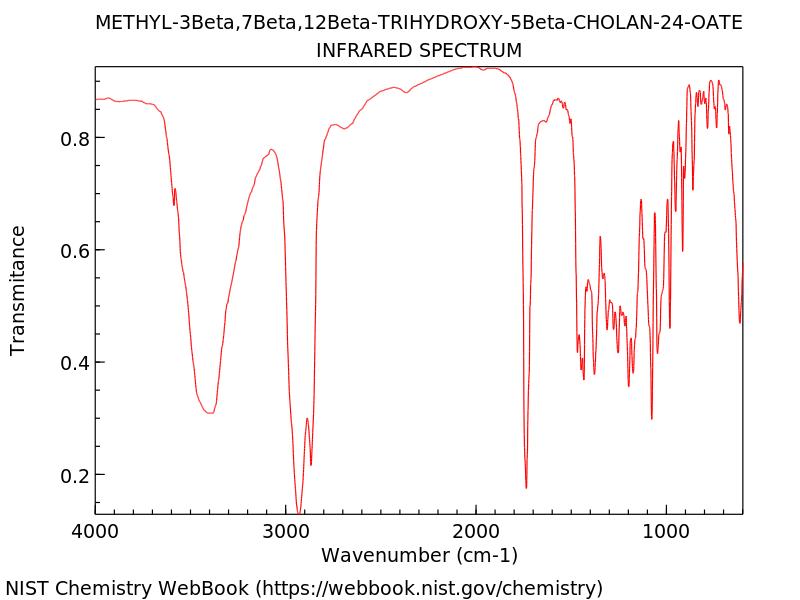 METHYL-3Beta,7Beta,12Beta-TRIHYDROXY-5Beta-CHOLAN-24-OATE
INFRARED SPECTRUM
0.8
0.6
0.4
0.2
Transmitance
4000 3000 2000 1000
Wavenumber (cm-1)
NIST Chemistry WebBook (https://webbook.nist.gov/chemistry)